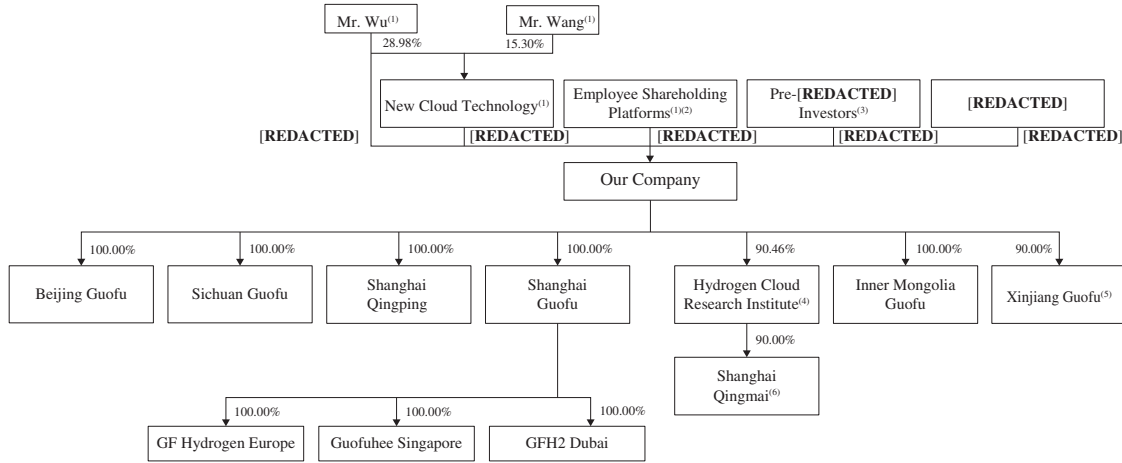 Mr. Wu(1)
Mr. Wang(1)
28.98%
15.30%
New Cloud Technology(1)
Employee Shareholding
Platforms(1)(2)
Pre-[REDACTED]
Investors(3)
[REDACTED]
[REDACTED]
[REDACTED]
[REDACTED]
[REDACTED]
[REDACTED]
Our Company
100.00%
100.00%
100.00%
100.00%
90.46%
100.00%
90.00%
Beijing Guofu
Sichuan Guofu
Shanghai
Qingping
Shanghai
Guofu
Hydrogen Cloud
Research Institute(4)
Inner Mongolia
Guofu
Xinjiang Guofu(5)
90.00%
Shanghai
Qingmai(6)
100.00%
100.00%
100.00%
GF Hydrogen Europe
Guofuhee Singapore
GFH2 Dubai